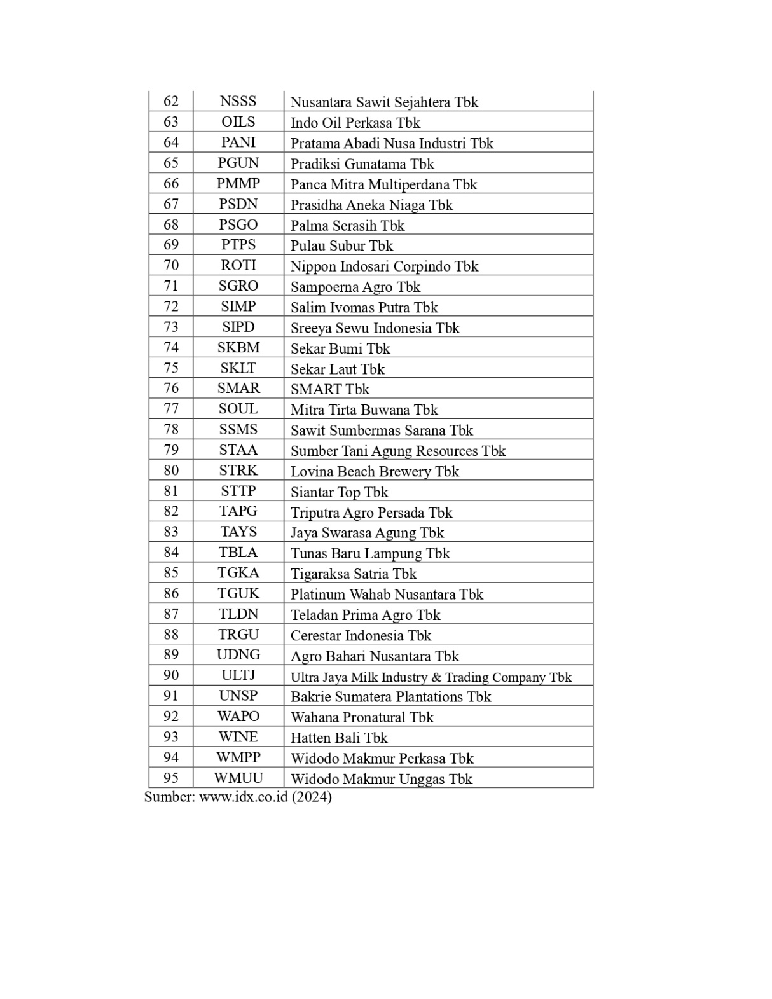 62 NSSS Nusantara Sawit Sejahtera Tbk
63 OILS Indo Oil Perkasa Tbk
64 PANI Pratama Abadi Nusa Industri Tbk
65 PGUN Pradiksi Gunatama Tbk
66 PMMP Panca Mitra Multiperdana Tbk
67 PSDN Prasidha Aneka Niaga Tbk
68 PSGO Palma Serasih Tbk
69 PTPS Pulau Subur Tbk
70 ROTI Nippon Indosari Corpindo Tbk
71 SGRO Sampoerna Agro Tbk
72 SIMP Salim Ivomas Putra Tbk
73 SIPD Sreeya Sewu Indonesia Tbk
74 SKBM Sekar Bumi Tbk
75 SKLT Sekar Laut Tbk
76 SMAR SMART Tbk
77 SOUL Mitra Tirta Buwana Tbk
78 SSMS Sawit Sumbermas Sarana Tbk
79 STAA Sumber Tani Agung Resources Tbk
80 STRK Lovina Beach Brewery Tbk
81 STTP Siantar Top Tbk
82 TAPG Triputra Agro Persada Tbk
83 TAYS Jaya Swarasa Agung Tbk
84 TBLA Tunas Baru Lampung Tbk
85 TGKA Tigaraksa Satria Tbk
86 TGUK Platinum Wahab Nusantara Tbk
87 TLDN Teladan Prima Agro Tbk
88 TRGU Cerestar Indonesia Tbk
89 UDNG Agro Bahari Nusantara Tbk
90 ULTJ Ultra Jaya Milk Industry & Trading Company Tbk
91 UNSP Bakrie Sumatera Plantations Tbk
92 WAPO Wahana Pronatural Tbk
93 WINE Hatten Bali Tbk
94 WMPP Widodo Makmur Perkasa Tbk
95 WMUU Widodo Makmur Unggas Tbk
Sumber: www.idx.co.id (2024)